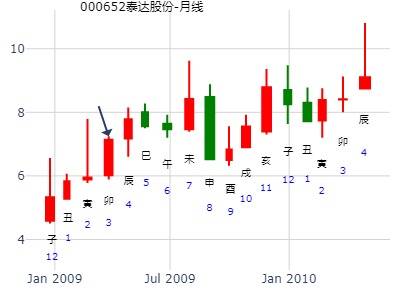 000652泰达股份-月线
10
8
6
4
子
丑
寅
卯
辰
巳
午
未
申
酉
戌
亥
子
丑
寅
卯
辰
12
1
2
3
4
5
6
7
8
9
10
11
12
1
2
3
4
Jan 2009
Jul 2009
Jan 2010